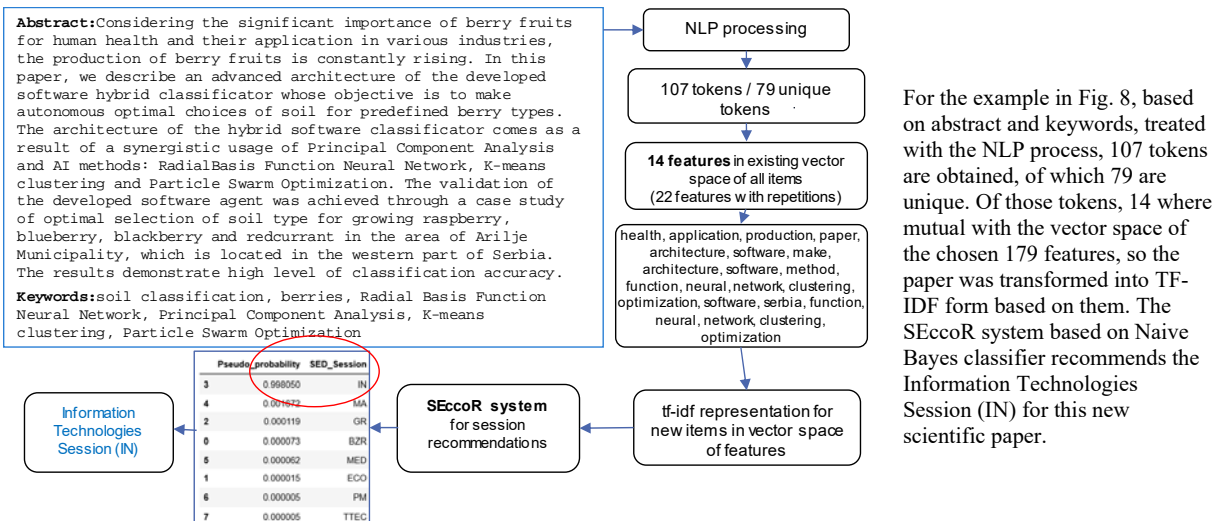 Abstract:Considering the significant importance of berry fruits
for human health and their application in various industries,
the production of berry fruits is constantly rising. In this
paper, we describe an advanced architecture of the developed
software hybrid classificator whose objective is to make
autonomous optimal choices of soil for predefined berry types.
The architecture of the hybrid software classificator comes as a
result of a synergistic usage of Principal Component Analysis
and AI methods: RadialBasis Function Neural Network, K-means
clustering and Particle Swarm Optimization. The validation of
the developed software agent was achieved through a case study
of optimal selection of soil type for growing raspberry,
blueberry, blackberry and redcurrant in the area of Arilje
Municipality, which is located in the western part of Serbia.
The results demonstrate high level of classification accuracy.
Keywords:soil classification, berries, Radial Basis Function
Neural Network, Principal Component Analysis, K-means
clustering, Particle Swarm Optimization
NLP processing
107 tokens / 79 unique
tokens
14 features in existing vector
space of all items
(22 features with repetitions)
health, application, production, paper,
architecture, software, make,
architecture, software, method,
function, neural, network, clustering,
optimization, software, serbia, function,
neural, network, clustering,
optimization
tf-idf representation for
new items in vector space
of features
SEccoR system
for session
recommendations
Pseudo_probability SED_Session
3 0.998050 IN
4 0.001672 MA
2 0.000119 GR
0 0.000073 BZR
5 0.000062 MED
1 0.000015 ECO
6 0.000005 PM
7 0.000005 TTEC
Information
Technologies
Session (IN)
For the example in Fig. 8, based
on abstract and keywords, treated
with the NLP process, 107 tokens
are obtained, of which 79 are
unique. Of those tokens, 14 where
mutual with the vector space of
the chosen 179 features, so the
paper was transformed into TF-
IDF form based on them. The
SEccoR system based on Naive
Bayes classifier recommends the
Information Technologies
Session (IN) for this new
scientific paper.